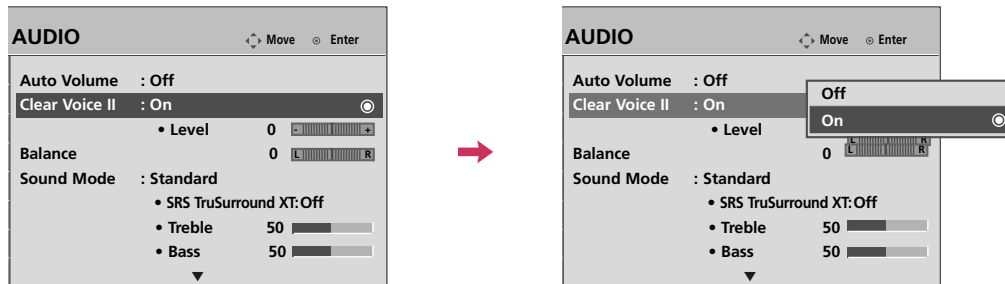 AUDIO Move Enter
Auto Volume : Off
Clear Voice II : On
• Level 0 - +
Balance 0 L R
Sound Mode : Standard
• SRS TruSurround XT: Off
• Treble 50
• Bass 50
AUDIO Move Enter
Auto Volume : Off
Clear Voice II : On
Off
On
• Level L R
Balance 0 L R
Sound Mode : Standard
• SRS TruSurround XT: Off
• Treble 50
• Bass 50